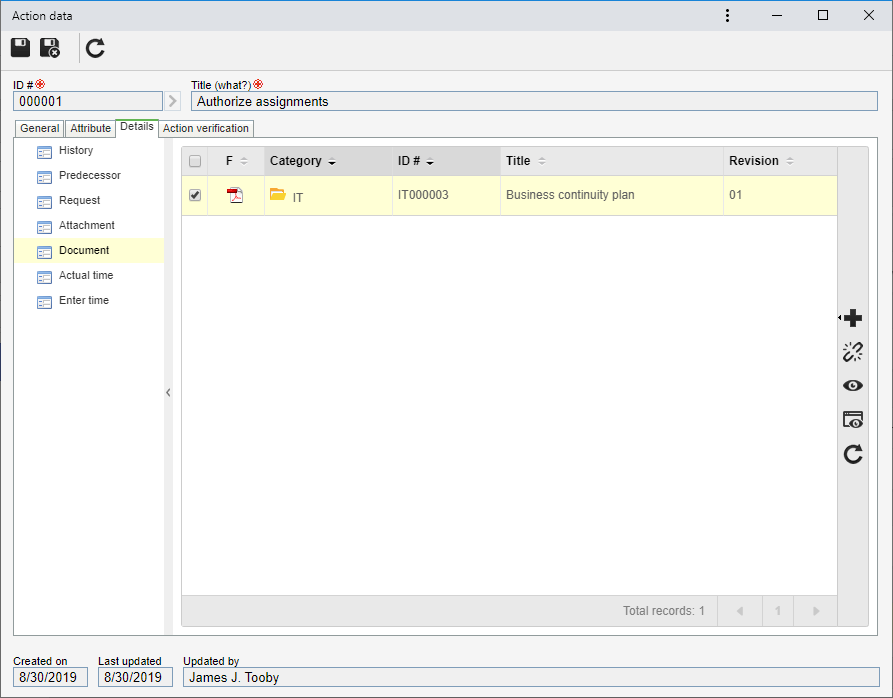 Action data
ID #
Title (what?)
000001
Authorize assignments
General
Attribute
Details
Action verification
History
Predecessor
Request
Attachment
Document
Actual time
Enter time
F
Category
ID #
Title
Revision
IT
IT000003
Business continuity plan
01
Total records: 1
1
Created on
Last updated
Updated by
8/30/2019
8/30/2019
James J. Tooby